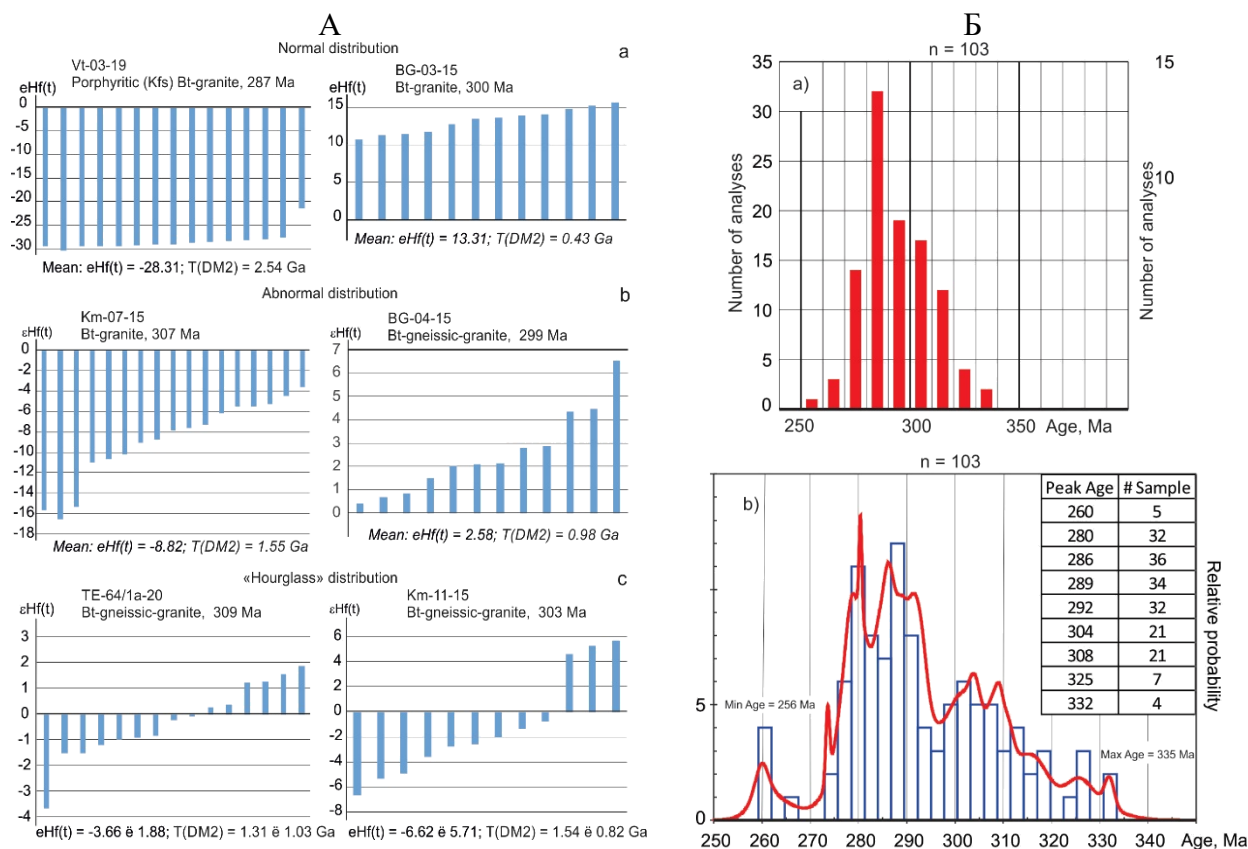 А
Normal distribution
a
Vt-03-19
Porphyritic (Kfs) Bt-granite, 287 Ma
eHf(t)
0
-5
-10
-15
-20
-25
-30
Mean: eHf(t) = -28.31; T(DM2) = 2.54 Ga
BG-03-15
Bt-granite, 300 Ma
eHf(t)
15
10
5
0
Mean: eHf(t) = 13.31; T(DM2) = 0.43 Ga
Abnormal distribution
b
Km-07-15
Bt-granite, 307 Ma
εHf(t)
0
-2
-4
-6
-8
-10
-12
-14
-16
-18
Mean: eHf(t) = -8.82; T(DM2) = 1.55 Ga
BG-04-15
Bt-gneissic-granite, 299 Ma
εHf(t)
7
6
5
4
3
2
1
0
Mean: eHf(t) = 2.58; T(DM2) = 0.98 Ga
«Hourglass» distribution
c
TE-64/1a-20
Bt-gneissic-granite, 309 Ma
εHf(t)
3
2
1
0
-1
-2
-3
-4
eHf(t) = -3.66 ё 1.88; T(DM2) = 1.31 ё 1.03 Ga
Km-11-15
Bt-gneissic-granite, 303 Ma
εHf(t)
6
4
2
0
-2
-4
-6
-8
eHf(t) = -6.62 ё 5.71; T(DM2) = 1.54 ё 0.82 Ga
Б
n = 103
a)
35
30
25
20
15
10
5
0
Number of analyses
15
10
Number of analyses
250 300 350 Age, Ma
n = 103
b)
Peak Age # Sample
260 5
280 32
286 36
289 34
292 32
304 21
308 21
325 7
332 4
Relative probability
5
0
Min Age = 256 Ma
Max Age = 335 Ma
250 260 270 280 290 300 310 320 330 340 Age, Ma